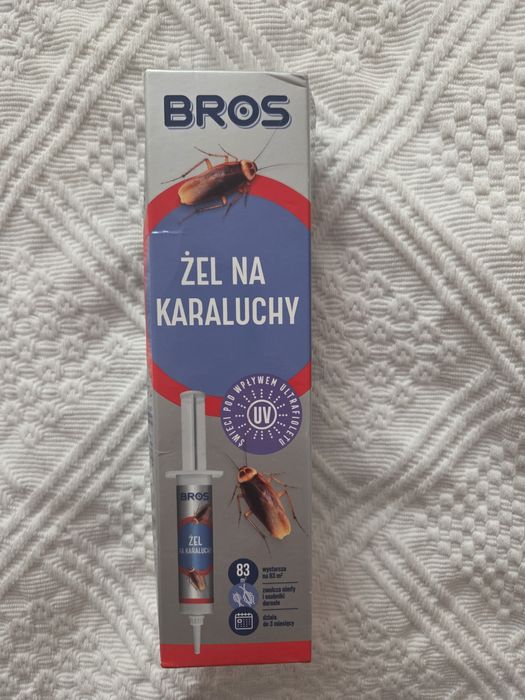 BROS
ŻEL NA
KARALUCHY
ŚWIECI POD WPŁYWEM ULTRAFIOLETU
UV
BROS
ŻEL
NA KARALUCHY
83
m²
wystarcza
na 83 m²
zwalcza nimfy
i osobniki
dorosłe
działa
do 3 miesięcy